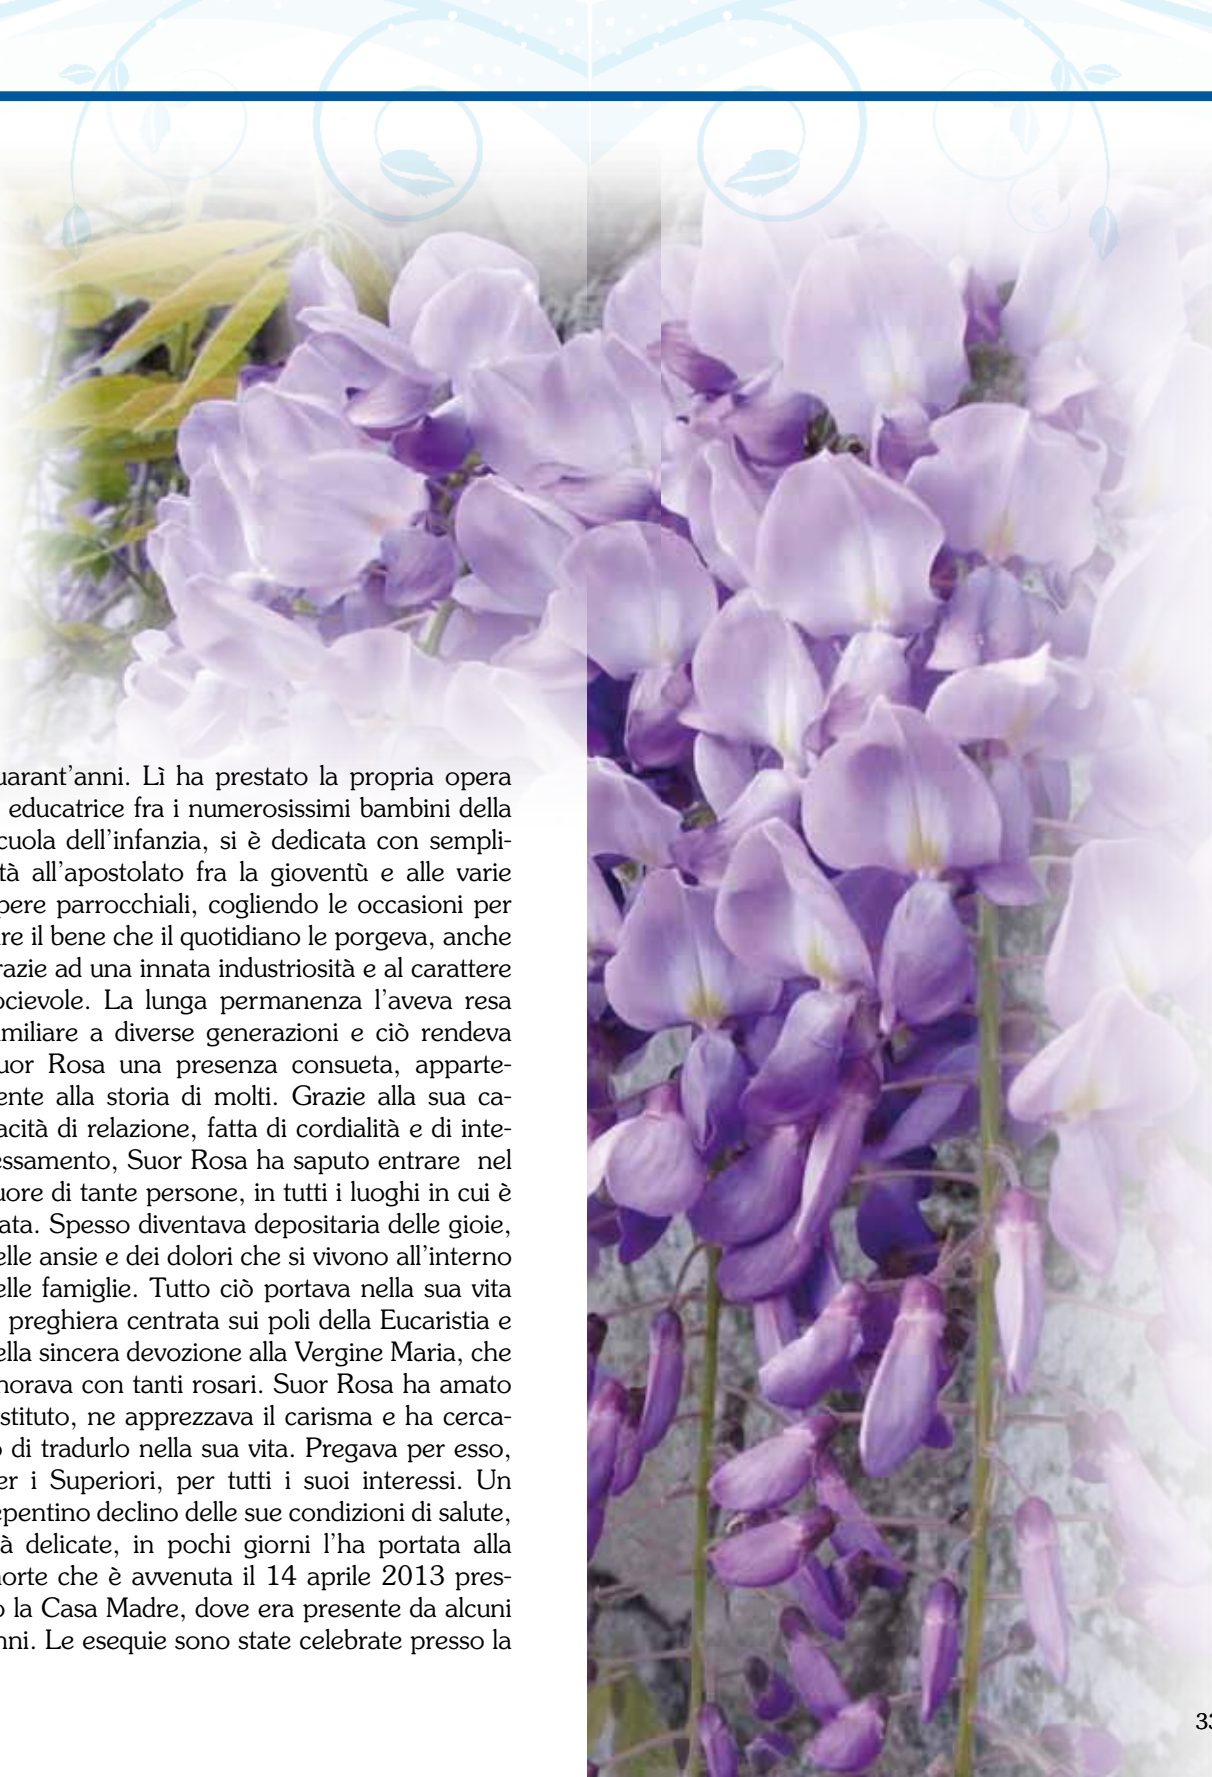 uarant'anni. Lì ha prestato la propria opera
educatrice fra i numerosissimi bambini della
cuola dell'infanzia, si è dedicata con sempli-
tà all'apostolato fra la gioventù e alle varie
pere parrocchiali, cogliendo le occasioni per
re il bene che il quotidiano le porgeva, anche
razie ad una innata industriosità e al carattere
ocievole. La lunga permanenza l'aveva resa
miliare a diverse generazioni e ciò rendeva
uor Rosa una presenza consueta, apparte-
ente alla storia di molti. Grazie alla sua ca-
acità di relazione, fatta di cordialità e di inte-
essamento, Suor Rosa ha saputo entrare nel
uore di tante persone, in tutti i luoghi in cui è
ata. Spesso diventava depositaria delle gioie,
elle ansie e dei dolori che si vivono all'interno
elle famiglie. Tutto ciò portava nella sua vita
preghiera centrata sui poli della Eucaristia e
ella sincera devozione alla Vergine Maria, che
norava con tanti rosari. Suor Rosa ha amato
stituto, ne apprezzava il carisma e ha cerca-
o di tradurlo nella sua vita. Pregava per esso,
er i Superiori, per tutti i suoi interessi. Un
epentino declino delle sue condizioni di salute,
à delicate, in pochi giorni l'ha portata alla
norte che è avvenuta il 14 aprile 2013 pres-
o la Casa Madre, dove era presente da alcuni
nni. Le esequie sono state celebrate presso la
33